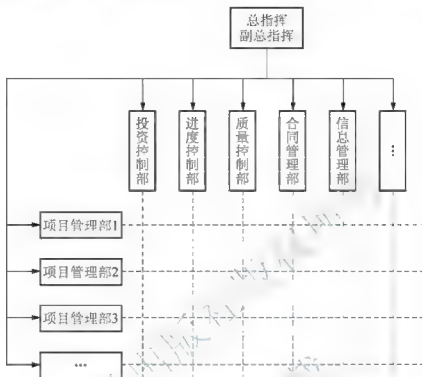 总指挥
副总指挥
投资控制部
进度控制部
质量控制部
合同管理部
信息管理部
...
项目管理部1
项目管理部2
项目管理部3
...